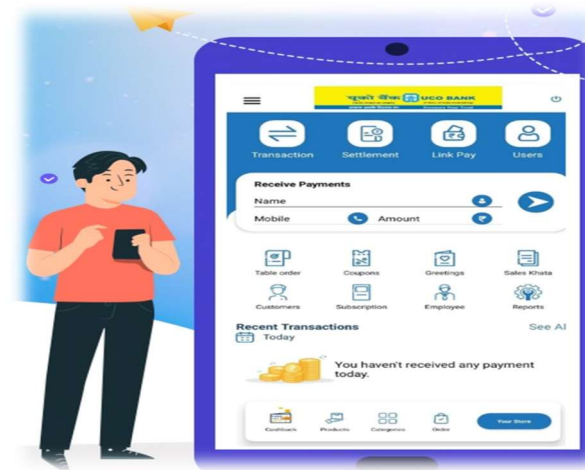 यूको बैंक UCO BANK
Transaction Settlement Link Pay Users
Receive Payments
Name
Mobile Amount
Table order Coupons Greetings Sales Khata
Customers Subscription Employee Reports
Recent Transactions See Al
Today
You haven't received any payment
today.
Cashback Products Categories Order Your Store